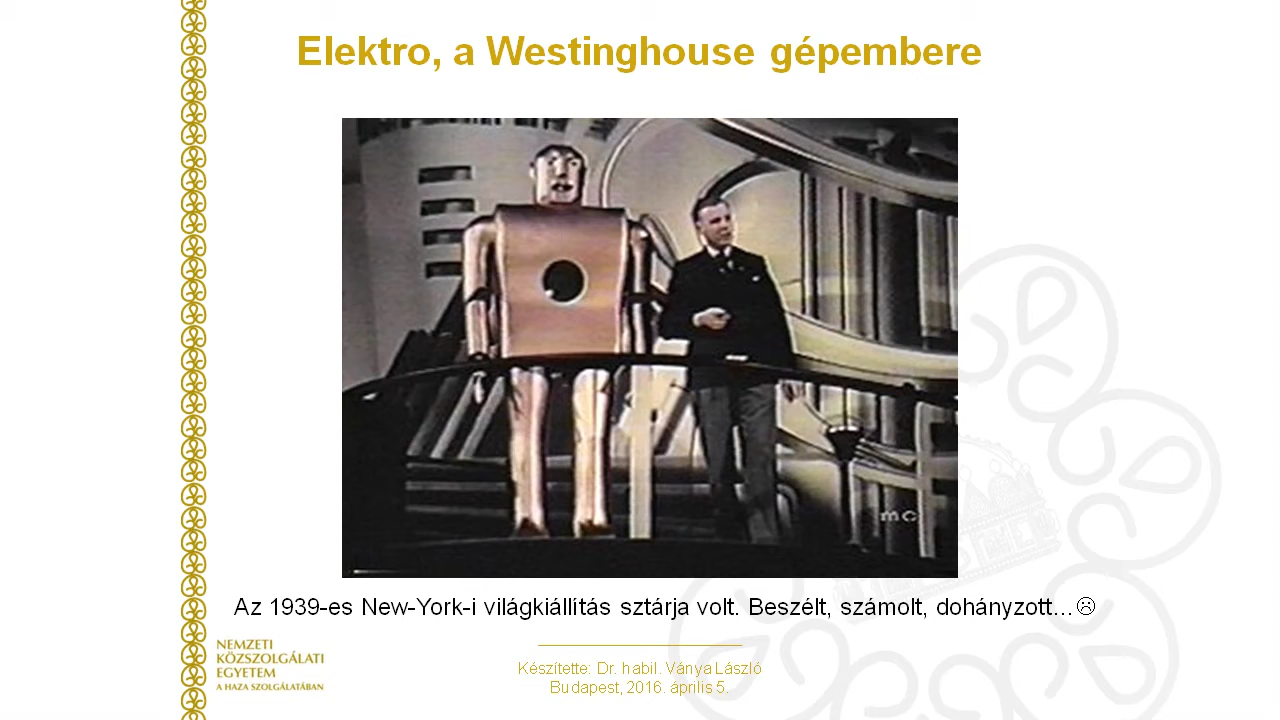 Elektro, a Westinghouse gépembere
mc
Az 1939-es New-York-i világkiállítás sztárja volt. Beszélt, számolt, dohányzott...☹
NEMZETI
KÖZSZOLGÁLATI
EGYETEM
A HAZA SZOLGÁLATÁBAN
Készítette: Dr. habil. Ványa László
Budapest, 2016. április 5.